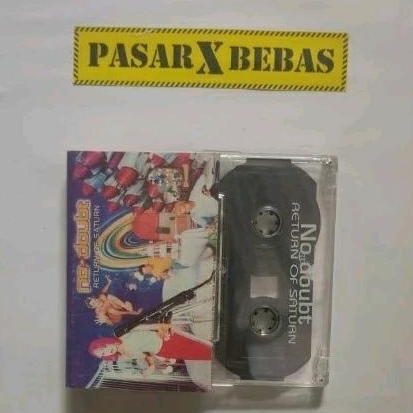 PASAR X BEBAS
no doubt
RETURN OF SATURN
No doubt
RETURN OF SATURN